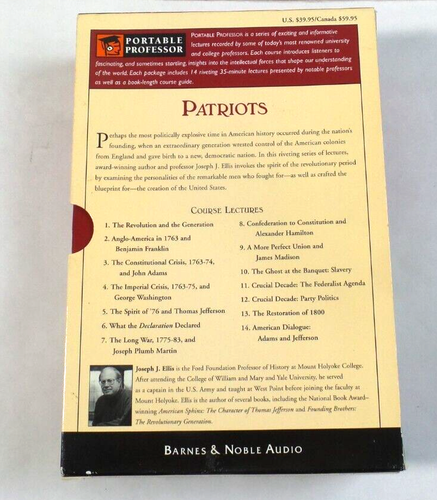 U.S. $39.95/Canada $59.95
PORTABLE
PROFESSOR
PORTABLE PROFESSOR is a series of exciting and informative
lectures recorded by some of today's most renowned university
and college professors. Each course introduces listeners to
fascinating, and sometimes startling, insights into the intellectual forces that shape our understanding
of the world. Each package includes 14 riveting 35-minute lectures presented by notable professors
as well as a book-length course guide.
PATRIOTS
Perhaps the most politically explosive time in American history occurred during the nation's
founding, when an extraordinary generation wrested control of the American colonies
from England and gave birth to a new, democratic nation. In this riveting series of lectures,
award-winning author and professor Joseph J. Ellis invokes the spirit of the revolutionary period
by examining the personalities of the remarkable men who fought for—as well as crafted the
blueprint for—the creation of the United States.
COURSE LECTURES
1. The Revolution and the Generation
2. Anglo-America in 1763 and
Benjamin Franklin
3. The Constitutional Crisis, 1763-74,
and John Adams
4. The Imperial Crisis, 1763-75, and
George Washington
5. The Spirit of '76 and Thomas Jefferson
6. What the Declaration Declared
7. The Long War, 1775-83, and
Joseph Plumb Martin
8. Confederation to Constitution and
Alexander Hamilton
9. A More Perfect Union and
James Madison
10. The Ghost at the Banquet: Slavery
11. Crucial Decade: The Federalist Agenda
12. Crucial Decade: Party Politics
13. The Restoration of 1800
14. American Dialogue:
Adams and Jefferson
Joseph J. Ellis is the Ford Foundation Professor of History at Mount Holyoke College.
After attending the College of William and Mary and Yale University, he served
as a captain in the U.S. Army and taught at West Point before joining the faculty at
Mount Holyoke. Ellis is the author of several books, including the National Book Award–
winning American Sphinx: The Character of Thomas Jefferson and Founding Brothers:
The Revolutionary Generation.
BARNES & NOBLE AUDIO